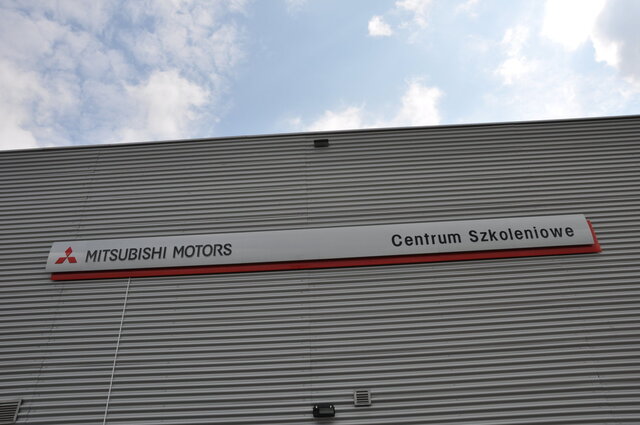 MITSUBISHI MOTORS
Centrum Szkoleniowe